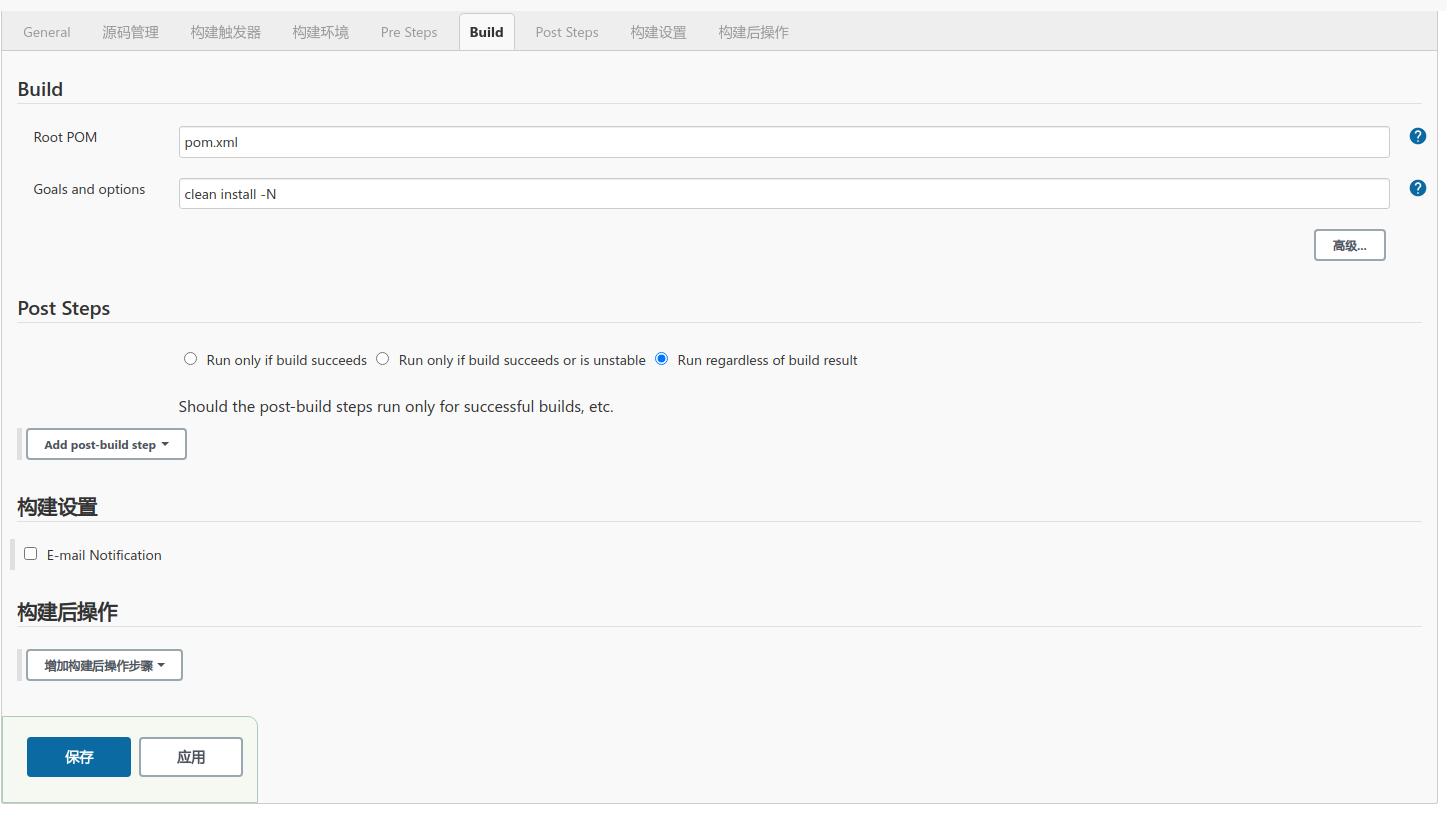 General 源码管理 构建触发器 构建环境 Pre Steps Build Post Steps 构建设置 构建后操作
Build
Root POM pom.xml ?
Goals and options clean install -N ?
高级...
Post Steps
Run only if build succeeds Run only if build succeeds or is unstable Run regardless of build result
Should the post-build steps run only for successful builds, etc.
Add post-build step
构建设置
E-mail Notification
构建后操作
增加构建后操作步骤
保存 应用